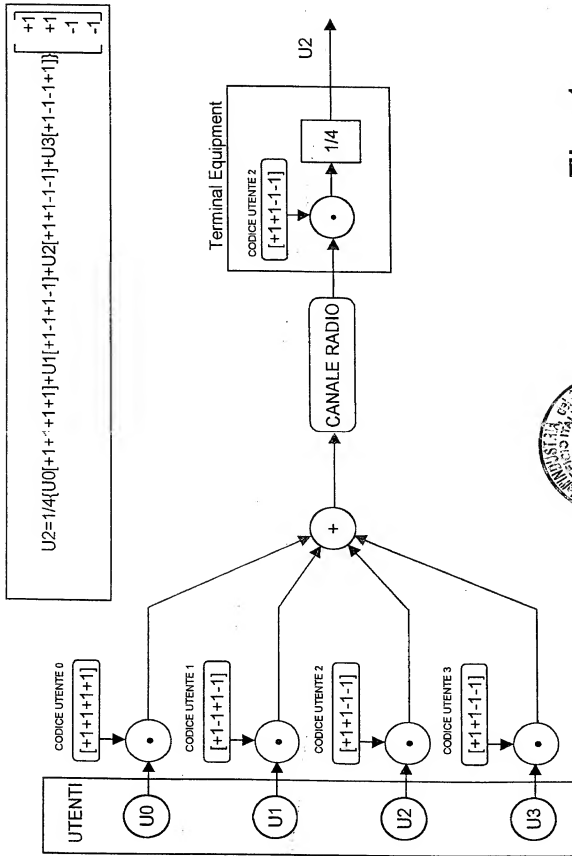 U2=1/4{U0[+1+1+1+1]+U1[+1-1+1-1]+U2[+1+1-1-1]+U3[+1-1-1+1]}
+1
+1
-1
-1
UTENTI
U0
U1
U2
U3
CODICE UTENTE 0
[+1+1+1+1]
CODICE UTENTE 1
[+1-1+1-1]
CODICE UTENTE 2
[+1+1-1-1]
CODICE UTENTE 3
[+1+1-1-1]
+
CANALE RADIO
Terminal Equipment
CODICE UTENTE 2
[+1+1-1-1]
1/4
U2